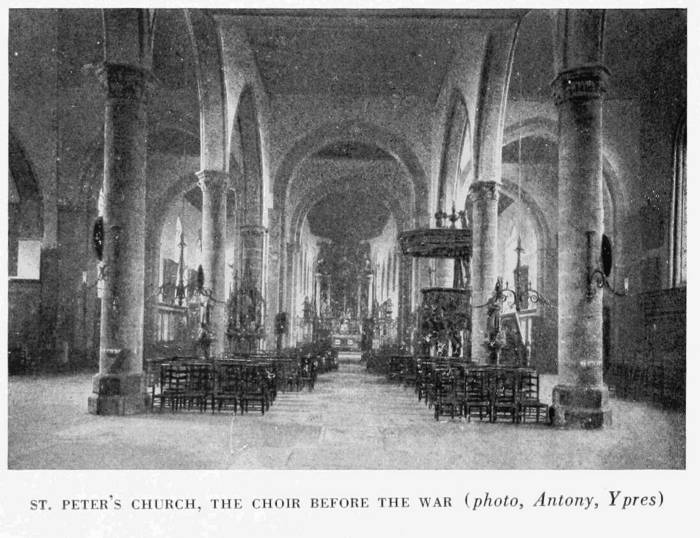 ST. PETER'S CHURCH, THE CHOIR BEFORE THE WAR (photo, Antony, Ypres)